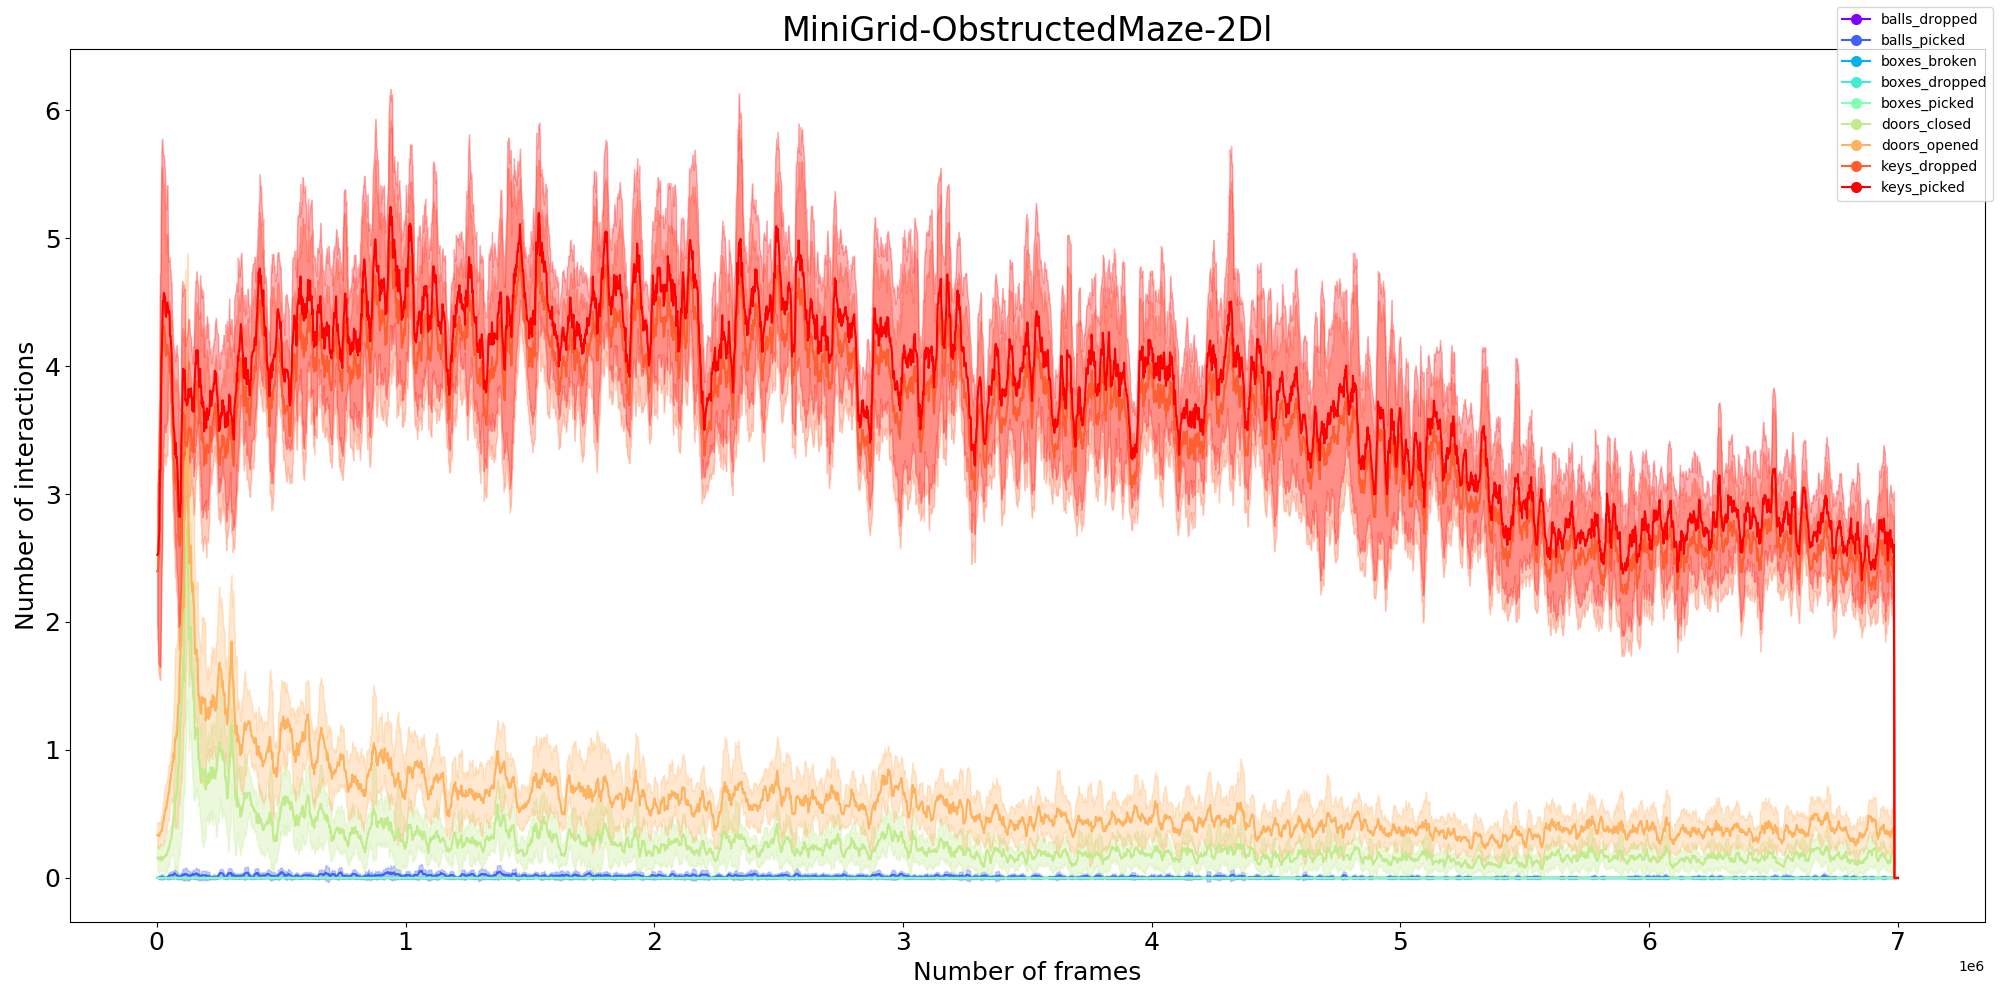 MiniGrid-ObstructedMaze-2Dl
balls_dropped
balls_picked
boxes_broken
boxes_dropped
boxes_picked
doors_closed
doors_opened
keys_dropped
keys_picked
Number of interactions
6
5
4
3
2
1
0
0 1 2 3 4 5 6 7
1e6
Number of frames